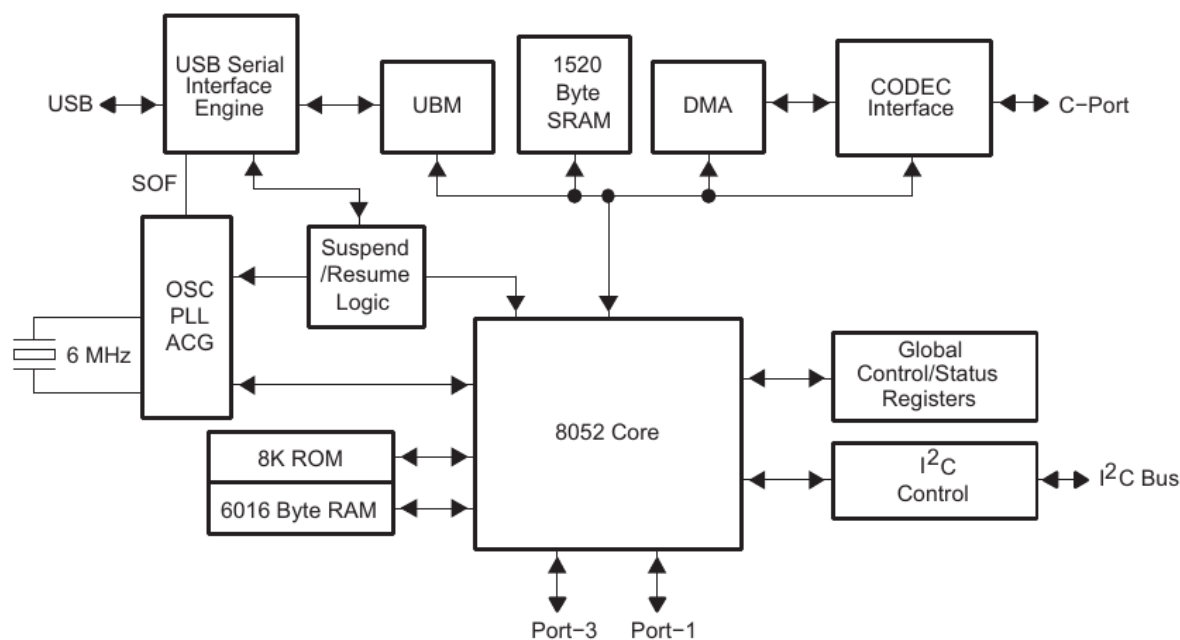 USB Serial
Interface
Engine
USB
UBM
1520
Byte
SRAM
DMA
CODEC
Interface
C−Port
SOF
Suspend
/Resume
Logic
OSC
PLL
ACG
6 MHz
Global
Control/Status
Registers
8052 Core
8K ROM
6016 Byte RAM
I²C
Control
I²C Bus
Port−3
Port−1